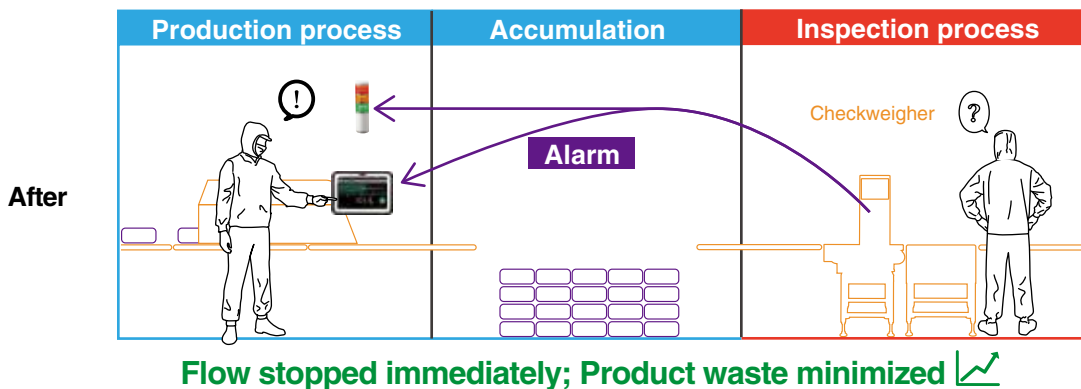 Production process
Accumulation
Inspection process
!
Checkweigher
?
Alarm
After
Flow stopped immediately; Product waste minimized